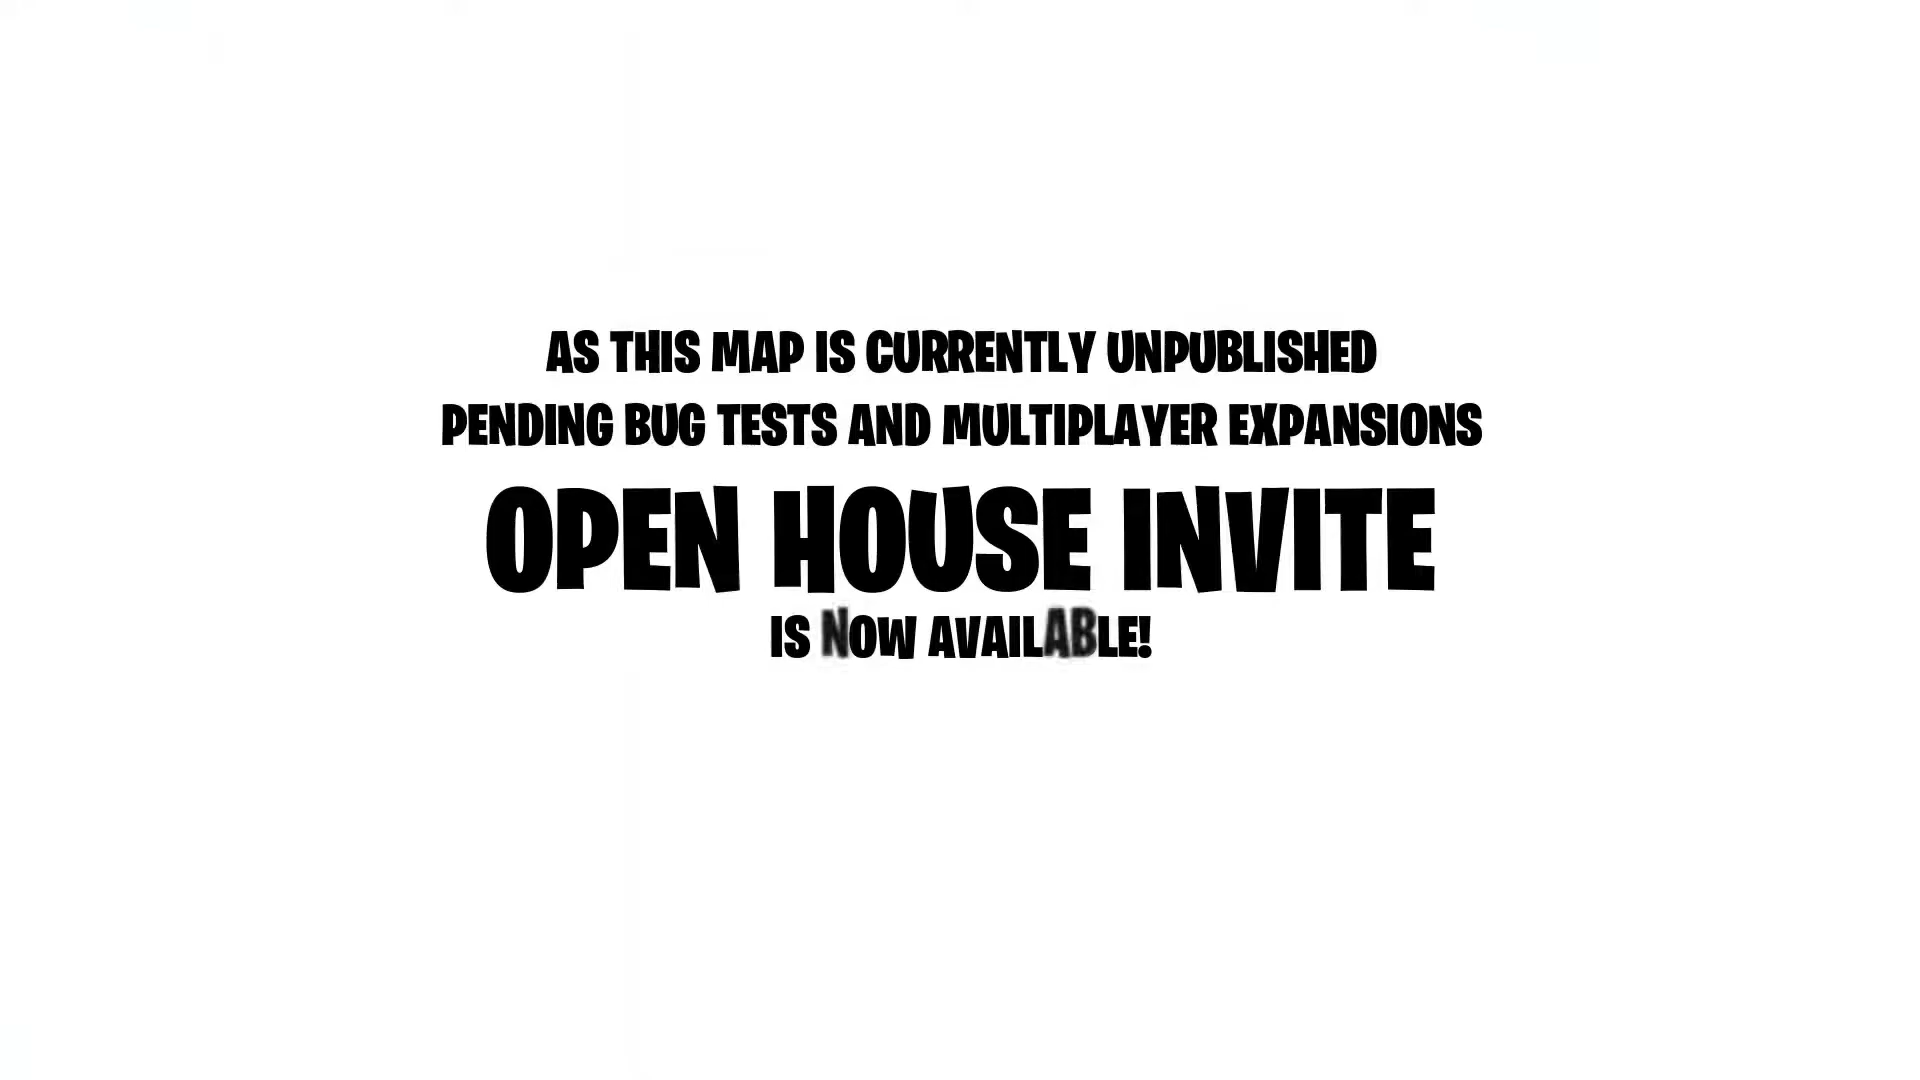 AS THIS MAP IS CURRENTLY UNPUBLISHED
PENDING BUG TESTS AND MULTIPLAYER EXPANSIONS
OPEN HOUSE INVITE
IS NOW AVAILABLE!